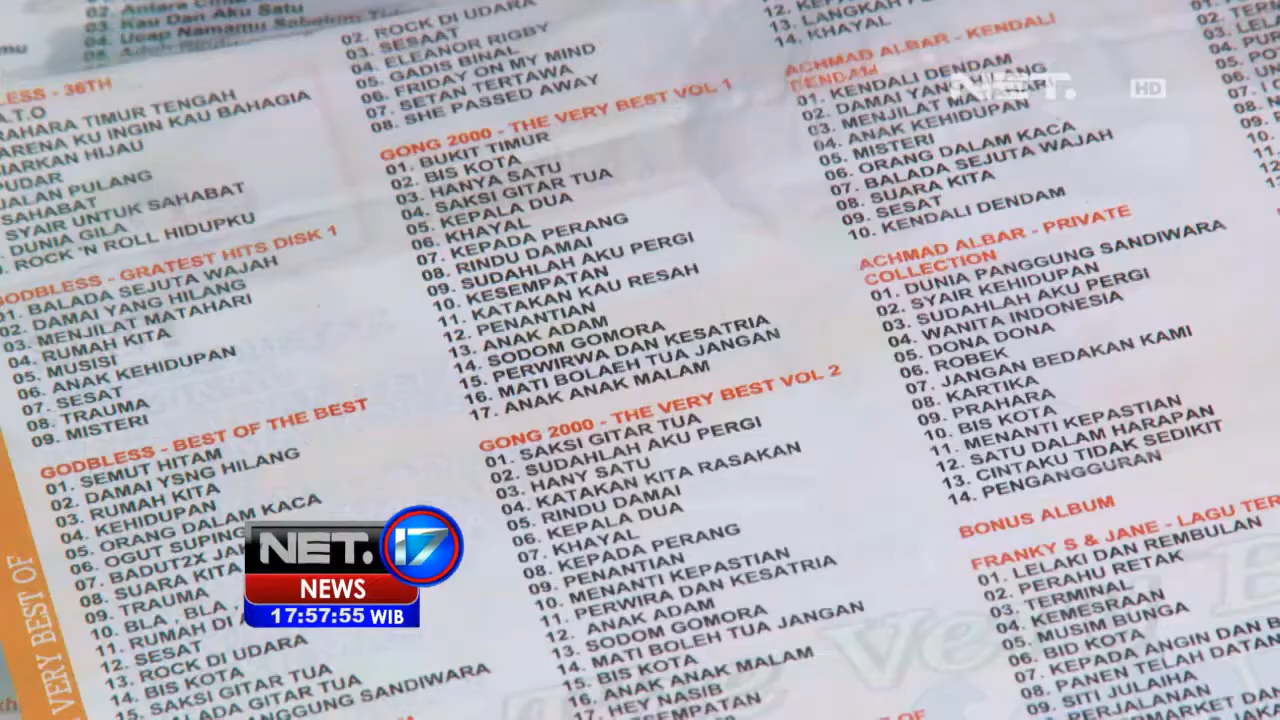 02. Antara Cinta
03. Kau Dan Aku Satu
04. Ucap Namamu Sebelum
LESS - 36TH
A.T.O
SAHARA TIMUR TENGAH
KARENA KU INGIN KAU BAHAGIA
BIARKAN HIJAU
PUDAR
JALAN PULANG
SAHABAT
SYAIR UNTUK SAHABAT
DUNIA GILA
ROCK 'N ROLL HIDUPKU
GODBLESS - GRATEST HITS DISK 1
01. BALADA SEJUTA WAJAH
02. DAMAI YANG HILANG
03. MENJILAT MATAHARI
04. RUMAH KITA
05. MUSISI
06. ANAK KEHIDUPAN
07. SESAT
08. TRAUMA
09. MISTERI
GODBLESS - BEST OF THE BEST
01. SEMUT HITAM
02. DAMAI YSNG HILANG
03. RUMAH KITA
04. KEHIDUPAN
05. ORANG DALAM KACA
06. OGUT SUPING
07. BADUT2X JA
08. SUARA KITA
09. TRAUMA
10. BLA, BLA,
11. RUMAH DI
12. SESAT
13. ROCK DI UDARA
14. BIS KOTA
15. SAKSI GITAR TUA
BALADA GITAR TUA
PANGGUNG SANDIWARA
VERY BEST OF
02. ROCK DI UDARA
03. SESAAT
04. ELEANOR RIGBY
05. GADIS BINAL
06. FRIDAY ON MY MIND
07. SETAN TERTAWA
08. SHE PASSED AWAY
GONG 2000 - THE VERY BEST VOL 1
01. BUKIT TIMUR
02. BIS KOTA
03. HANYA SATU
04. SAKSI GITAR TUA
05. KEPALA DUA
06. KHAYAL
07. KEPADA PERANG
08. RINDU DAMAI
09. SUDAHLAH AKU PERGI
10. KESEMPATAN
11. KATAKAN KAU RESAH
12. PENANTIAN
13. ANAK ADAM
14. SODOM GOMORA
15. PERWIRWA DAN KESATRIA
16. MATI BOLAEH TUA JANGAN
17. ANAK ANAK MALAM
GONG 2000 - THE VERY BEST VOL 2
01. SAKSI GITAR TUA
02. SUDAHLAH AKU PERGI
03. HANY SATU
04. KATAKAN KITA RASAKAN
05. RINDU DAMAI
06. KEPALA DUA
07. KHAYAL
08. KEPADA PERANG
09. PENANTIAN
10. MENANTI KEPASTIAN
11. PERWIRA DAN KESATRIA
12. ANAK ADAM
13. SODOM GOMORA
14. MATI BOLEH TUA JANGAN
15. BIS KOTA
16. ANAK ANAK MALAM
17. HEY NASIB
KESEMPATAN
13. LANGKAH
14. KHAYAL
ACHMAD ALBAR - KENDALI
DENDAM
01. KENDALI DENDAM
02. DAMAI YANG HILANG
03. MENJILAT MATAHARI
04. ANAK KEHIDUPAN
05. MISTERI
06. ORANG DALAM KACA
07. BALADA SEJUTA WAJAH
08. SUARA KITA
09. SESAT
10. KENDALI DENDAM
ACHMAD ALBAR - PRIVATE
COLLECTION
01. DUNIA PANGGUNG SANDIWARA
02. SYAIR KEHIDUPAN
03. SUDAHLAH AKU PERGI
04. WANITA INDONESIA
05. DONA DONA
06. ROBEK
07. JANGAN BEDAKAN KAMI
08. KARTIKA
09. PRAHARA
10. BIS KOTA
11. MENANTI KEPASTIAN
12. SATU DALAM HARAPAN
13. CINTAKU TIDAK SEDIKIT
14. PENGANGGURAN
BONUS ALBUM
FRANKY S & JANE - LAGU TER
01. LELAKI DAN REMBULAN
02. PERAHU RETAK
03. TERMINAL
04. KEMESRAAN
05. MUSIM BUNGA
06. BID KOTA
07. KEPADA ANGIN DAN B
08. PANEN TELAH DATAN
09. SITI JULAIHA
PERJALANAN
NET.
HD
NET. 17
NEWS
17:57:55 WIB